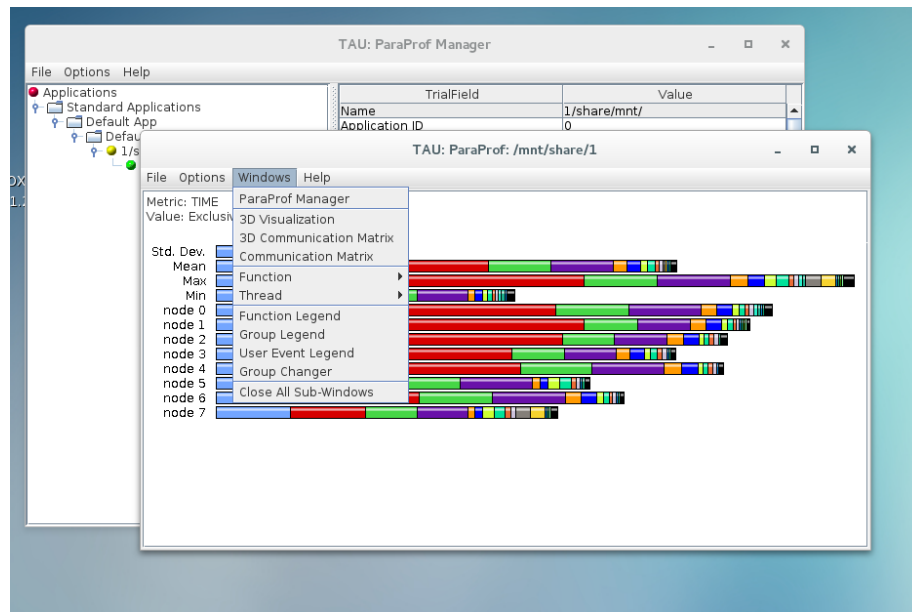 TAU: ParaProf Manager
File Options Help
Applications
Standard Applications
Default App
Defau
1/s
TrialField Value
Name 1/share/mnt/
Application ID 0
TAU: ParaProf: /mnt/share/1
File Options Windows Help
Metric: TIME
Value: Exclusiv
ParaProf Manager
3D Visualization
3D Communication Matrix
Communication Matrix
Function
Thread
Function Legend
Group Legend
User Event Legend
Group Changer
Close All Sub-Windows
Std. Dev.
Mean
Max
Min
node 0
node 1
node 2
node 3
node 4
node 5
node 6
node 7